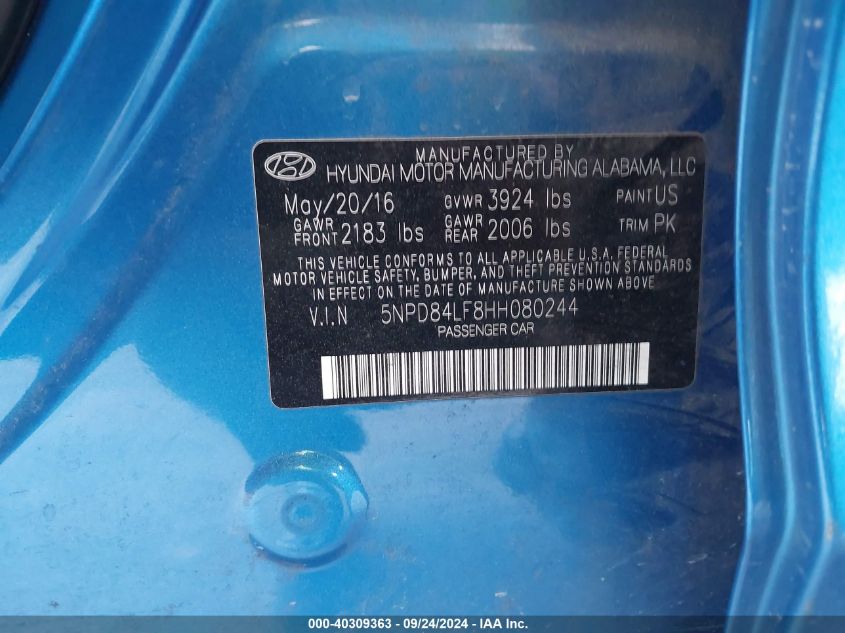 MANUFACTURED BY
HYUNDAI MOTOR MANUFACTURING ALABAMA, LLC
May/20/16 GVWR 3924 lbs PAINT US
GAWR FRONT 2183 lbs GAWR REAR 2006 lbs TRIM PK
THIS VEHICLE CONFORMS TO ALL APPLICABLE U.S.A. FEDERAL
MOTOR VEHICLE SAFETY, BUMPER, AND THEFT PREVENTION STANDARDS
IN EFFECT ON THE DATE OF MANUFACTURE SHOWN ABOVE
V.I.N 5NPD84LF8HH080244
PASSENGER CAR
000-40309363 - 09/24/2024 - IAA Inc.